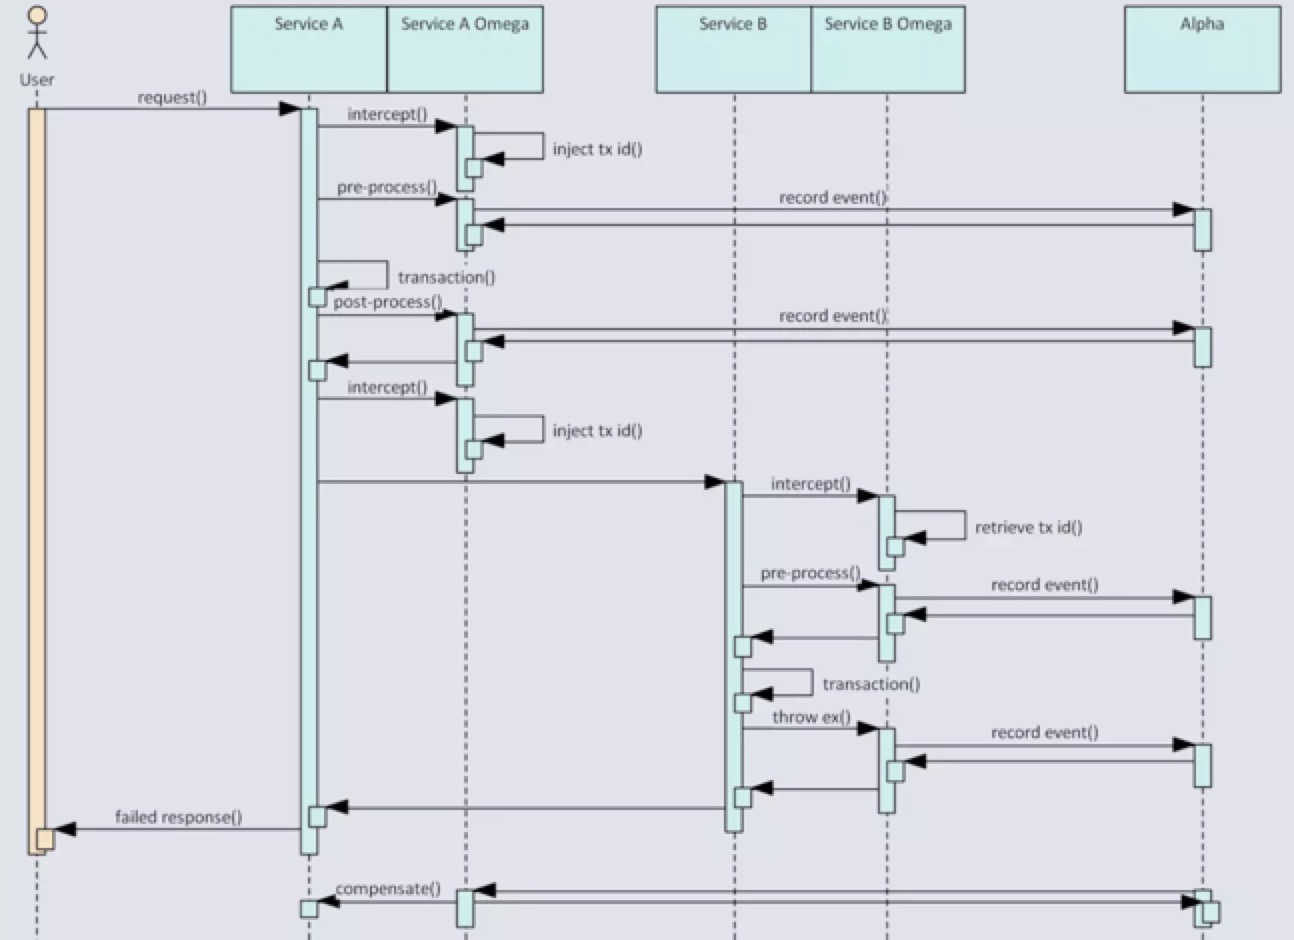 Service A
Service A Omega
Service B
Service B Omega
Alpha
User
request()
intercept()
inject tx id()
pre-process()
record event()
transaction()
post-process()
record event()
intercept()
inject tx id()
intercept()
retrieve tx id()
pre-process()
record event()
transaction()
throw ex()
record event()
failed response()
compensate()